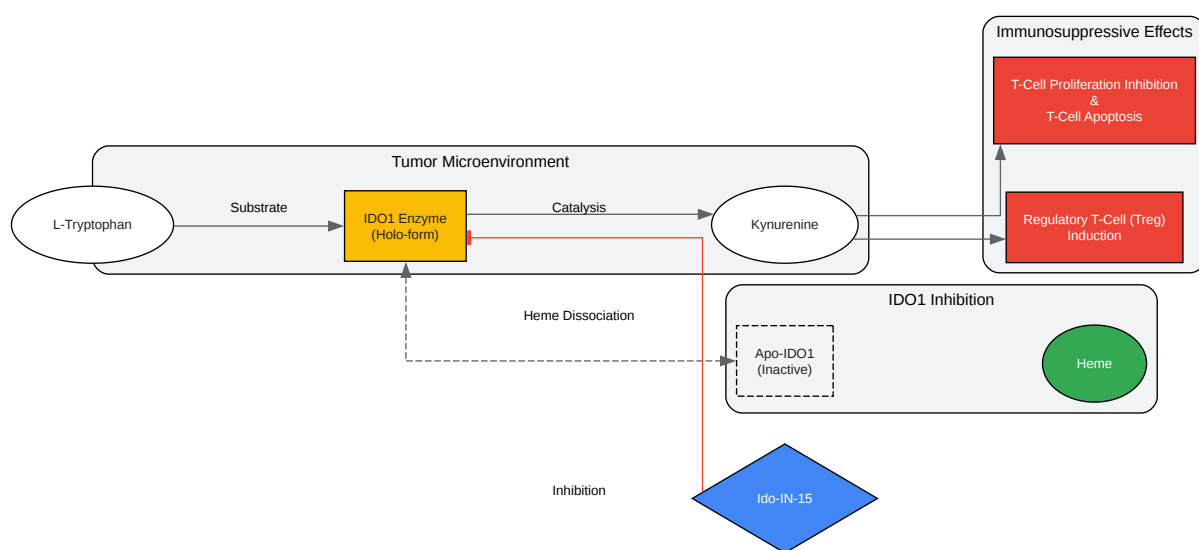 Immunosuppressive Effects
T-Cell Proliferation Inhibition
&
T-Cell Apoptosis
Tumor Microenvironment
L-Tryptophan
Substrate
IDO1 Enzyme
(Holo-form)
Catalysis
Kynurenine
Regulatory T-Cell (Treg)
Induction
IDO1 Inhibition
Heme Dissociation
Apo-IDO1
(Inactive)
Heme
Inhibition
Ido-IN-15